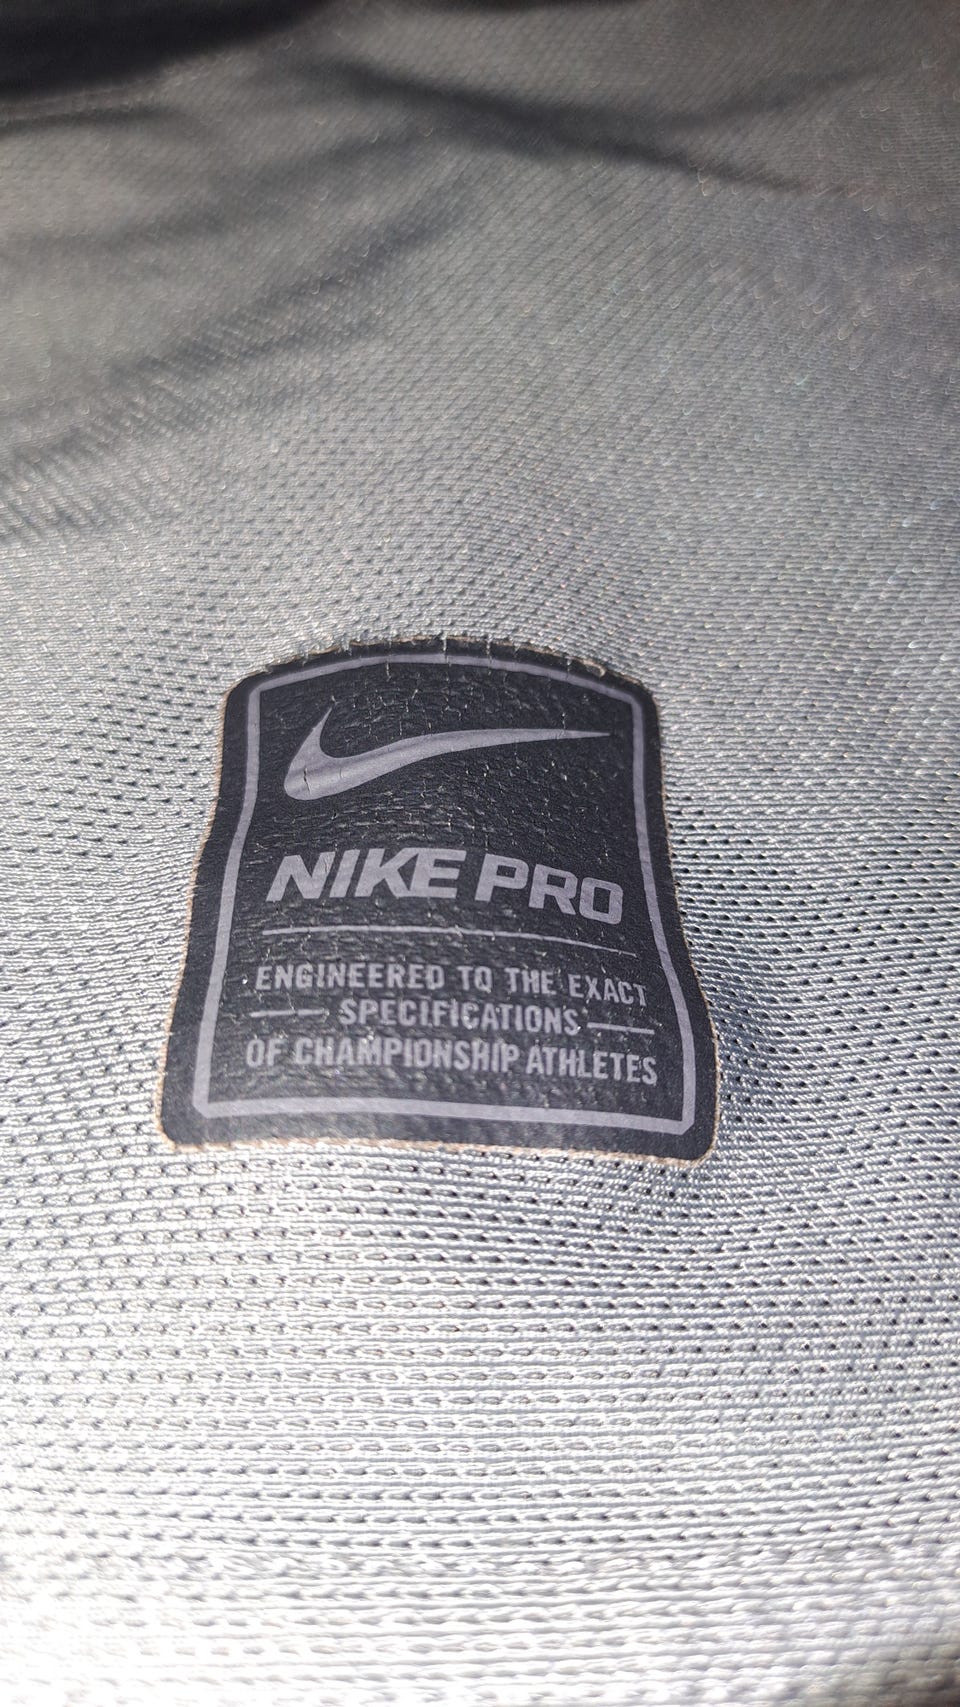 NIKE PRO
ENGINEERED TO THE EXACT
SPECIFICATIONS
OF CHAMPIONSHIP ATHLETES